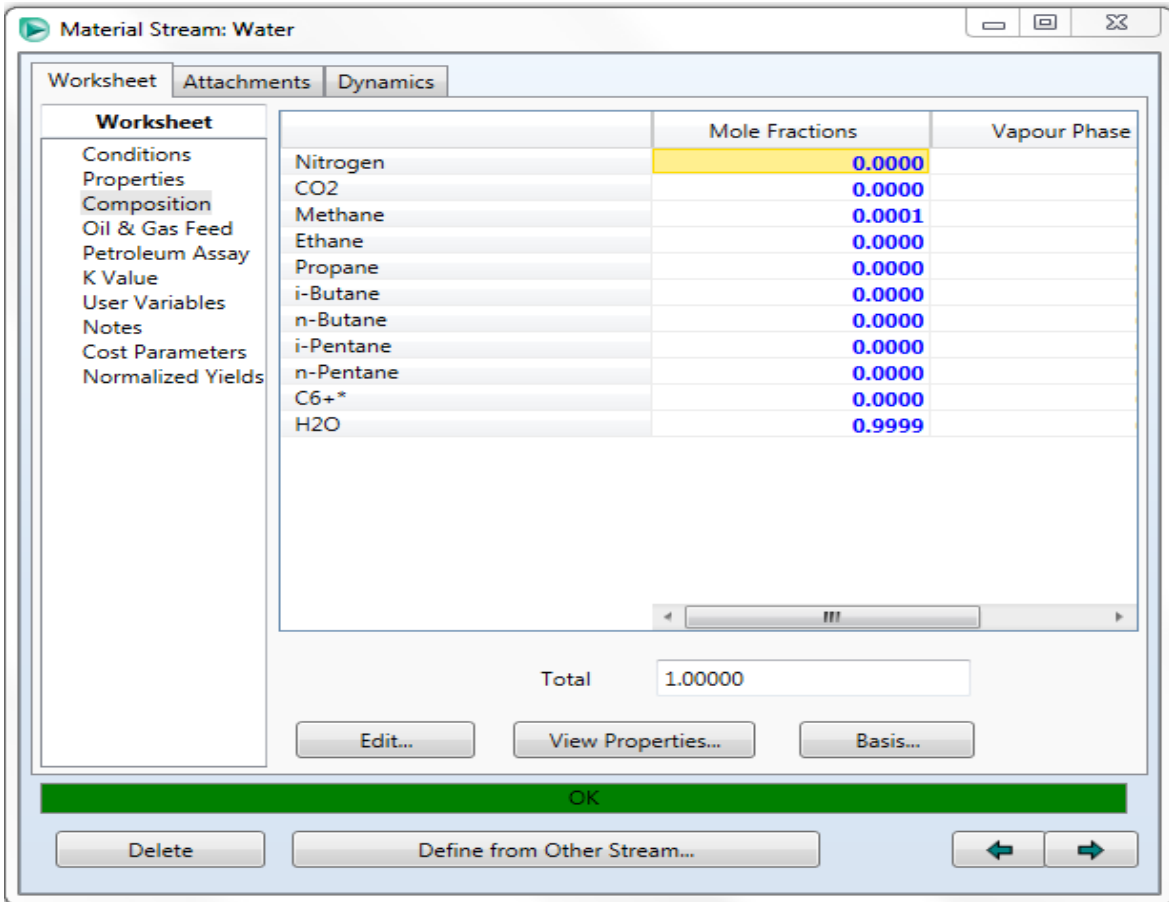 Material Stream: Water
Worksheet Attachments Dynamics
Worksheet
Conditions
Properties
Composition
Oil & Gas Feed
Petroleum Assay
K Value
User Variables
Notes
Cost Parameters
Normalized Yields
Mole Fractions Vapour Phase
Nitrogen 0.0000
CO2 0.0000
Methane 0.0001
Ethane 0.0000
Propane 0.0000
i-Butane 0.0000
n-Butane 0.0000
i-Pentane 0.0000
n-Pentane 0.0000
C6+* 0.0000
H2O 0.9999
Total 1.00000
Edit... View Properties... Basis...
OK
Delete Define from Other Stream...